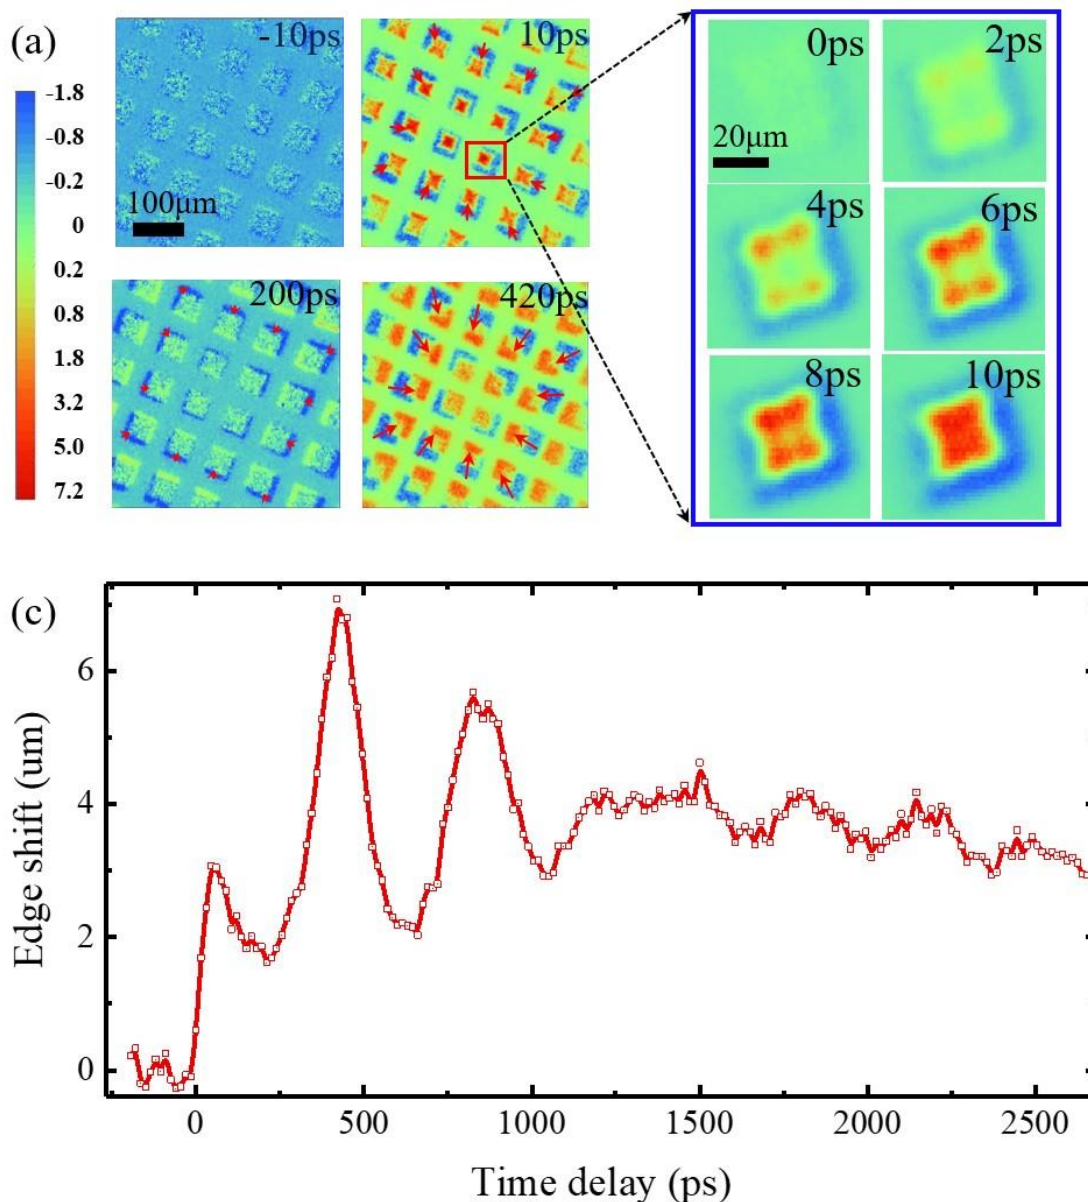 (a)
-1.8
-0.8
-0.2
0
0.2
0.8
1.8
3.2
5.0
7.2
-10ps
100μm
10ps
200ps
420ps
0ps
20μm
2ps
4ps
6ps
8ps
10ps
(c)
Edge shift (um)
6
4
2
0
0
500
1000
1500
2000
2500
Time delay (ps)